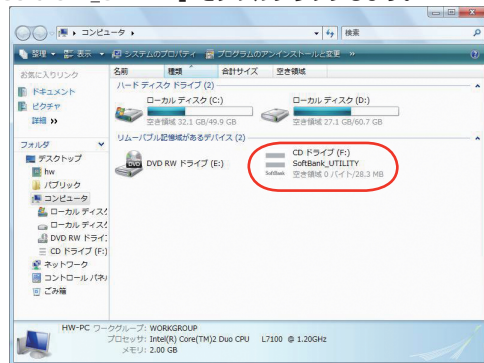 コンピュータ
検索
整理 表示 システムのプロパティ プログラムのアンインストールと変更 »
お気に入りリンク
ドキュメント
ピクチャ
詳細 »
フォルダ
デスクトップ
hw
パブリック
コンピュータ
ローカル ディスク
ローカル ディスク
DVD RW ドライブ
CD ドライブ (F:)
ネットワーク
コントロール パネル
ごみ箱
名前 種類 合計サイズ 空き領域
ハード ディスク ドライブ (2)
ローカル ディスク (C:)
空き領域 32.1 GB/49.9 GB
ローカル ディスク (D:)
空き領域 27.1 GB/60.7 GB
リムーバブル記憶域があるデバイス (2)
DVD
DVD RW ドライブ (E:)
CD ドライブ (F:)
SoftBank_UTILITY
SoftBank
空き領域 0 バイト/28.3 MB
HW-PC ワークグループ: WORKGROUP
プロセッサ: Intel(R) Core(TM)2 Duo CPU L7100 @ 1.20GHz
メモリ: 2.00 GB